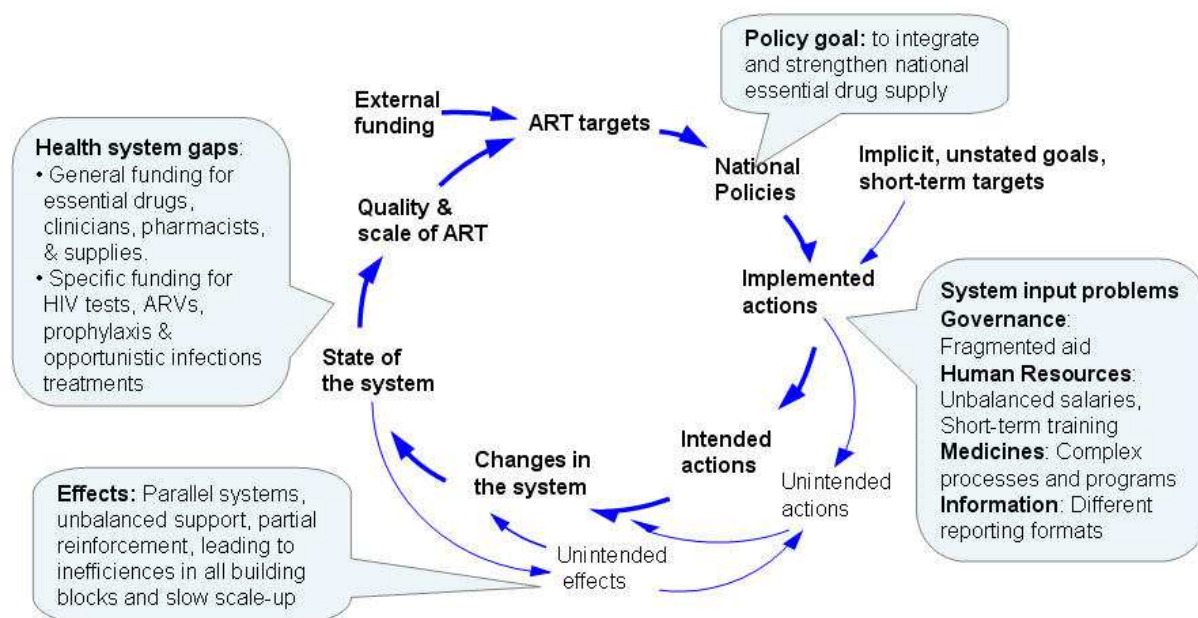 Policy goal: to integrate
and strengthen national
essential drug supply
External
funding
ART targets
Health system gaps:
• General funding for
essential drugs,
clinicians, pharmacists,
& supplies.
• Specific funding for
HIV tests, ARVs,
prophylaxis &
opportunistic infections
treatments
National
Policies
Implicit, unstated goals,
short-term targets
Quality &
scale of ART
Implemented
actions
System input problems
Governance:
Fragmented aid
Human Resources:
Unbalanced salaries,
Short-term training
Medicines: Complex
processes and programs
Information: Different
reporting formats
State of
the system
Intended
actions
Changes in
the system
Unintended
actions
Effects: Parallel systems,
unbalanced support, partial
reinforcement, leading to
inefficiences in all building
blocks and slow scale-up
Unintended
effects